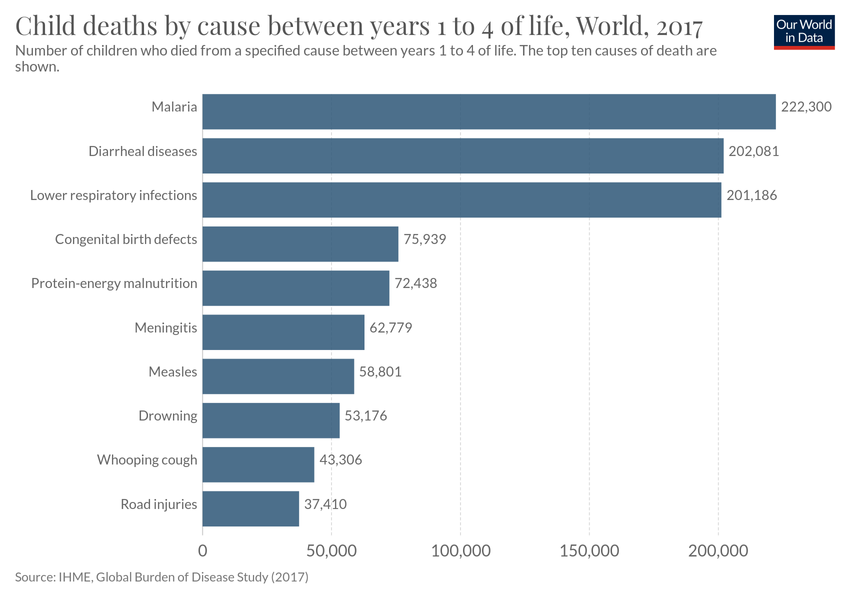 Child deaths by cause between years 1 to 4 of life, World, 2017
Our World
in Data
Number of children who died from a specified cause between years 1 to 4 of life. The top ten causes of death are
shown.
Malaria 222,300
Diarrheal diseases 202,081
Lower respiratory infections 201,186
Congenital birth defects 75,939
Protein-energy malnutrition 72,438
Meningitis 62,779
Measles 58,801
Drowning 53,176
Whooping cough 43,306
Road injuries 37,410
0 50,000 100,000 150,000 200,000
Source: IHME, Global Burden of Disease Study (2017)